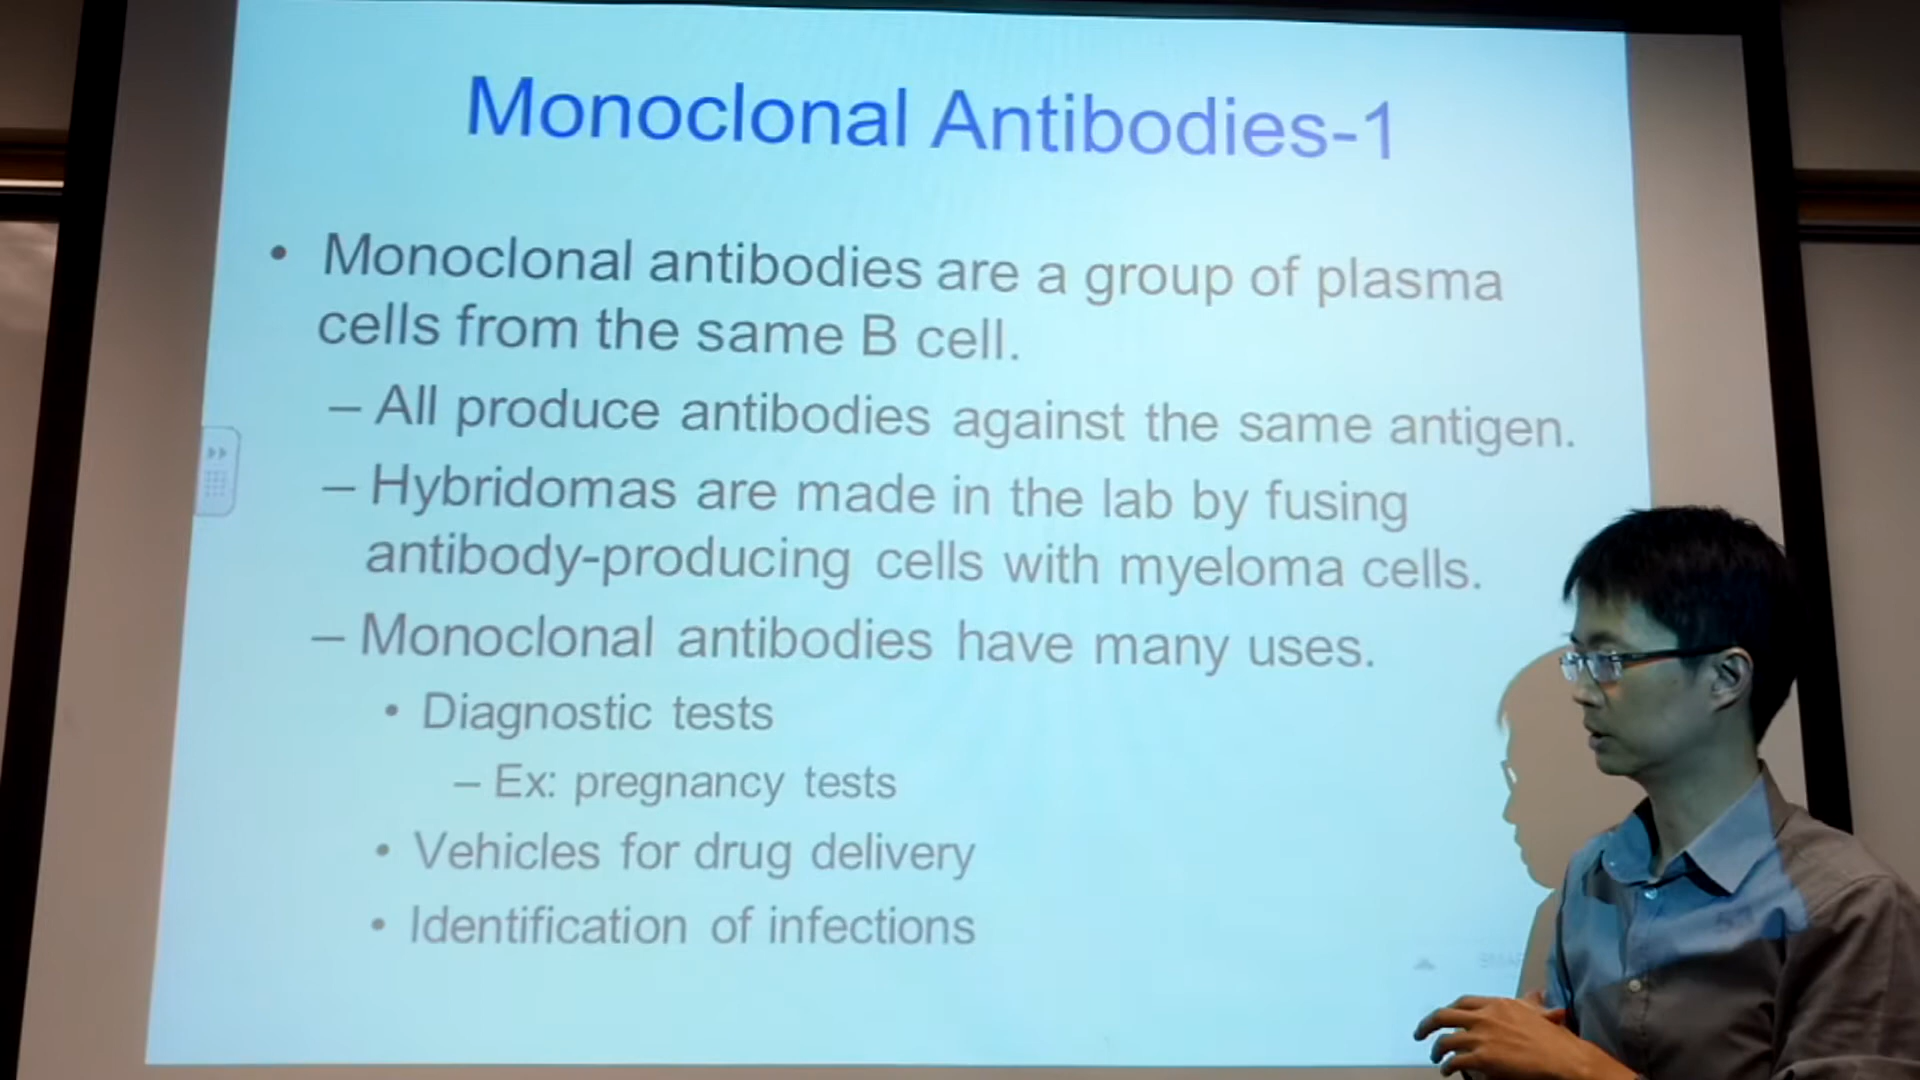 Monoclonal Antibodies-1
• Monoclonal antibodies are a group of plasma
cells from the same B cell.
– All produce antibodies against the same antigen.
– Hybridomas are made in the lab by fusing
antibody-producing cells with myeloma cells.
– Monoclonal antibodies have many uses.
• Diagnostic tests
– Ex: pregnancy tests
• Vehicles for drug delivery
• Identification of infections